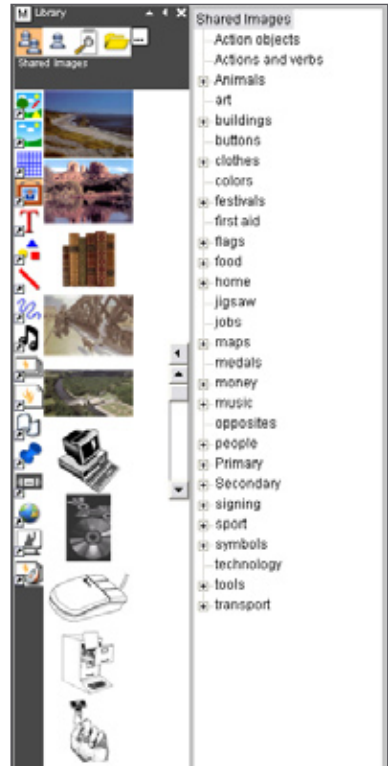 M Library
Shared Images
Shared Images
Action objects
Actions and verbs
Animals
art
buildings
buttons
clothes
colors
festivals
first aid
flags
food
home
jigsaw
jobs
maps
medals
money
music
opposites
people
Primary
Secondary
signing
sport
symbols
technology
tools
transport